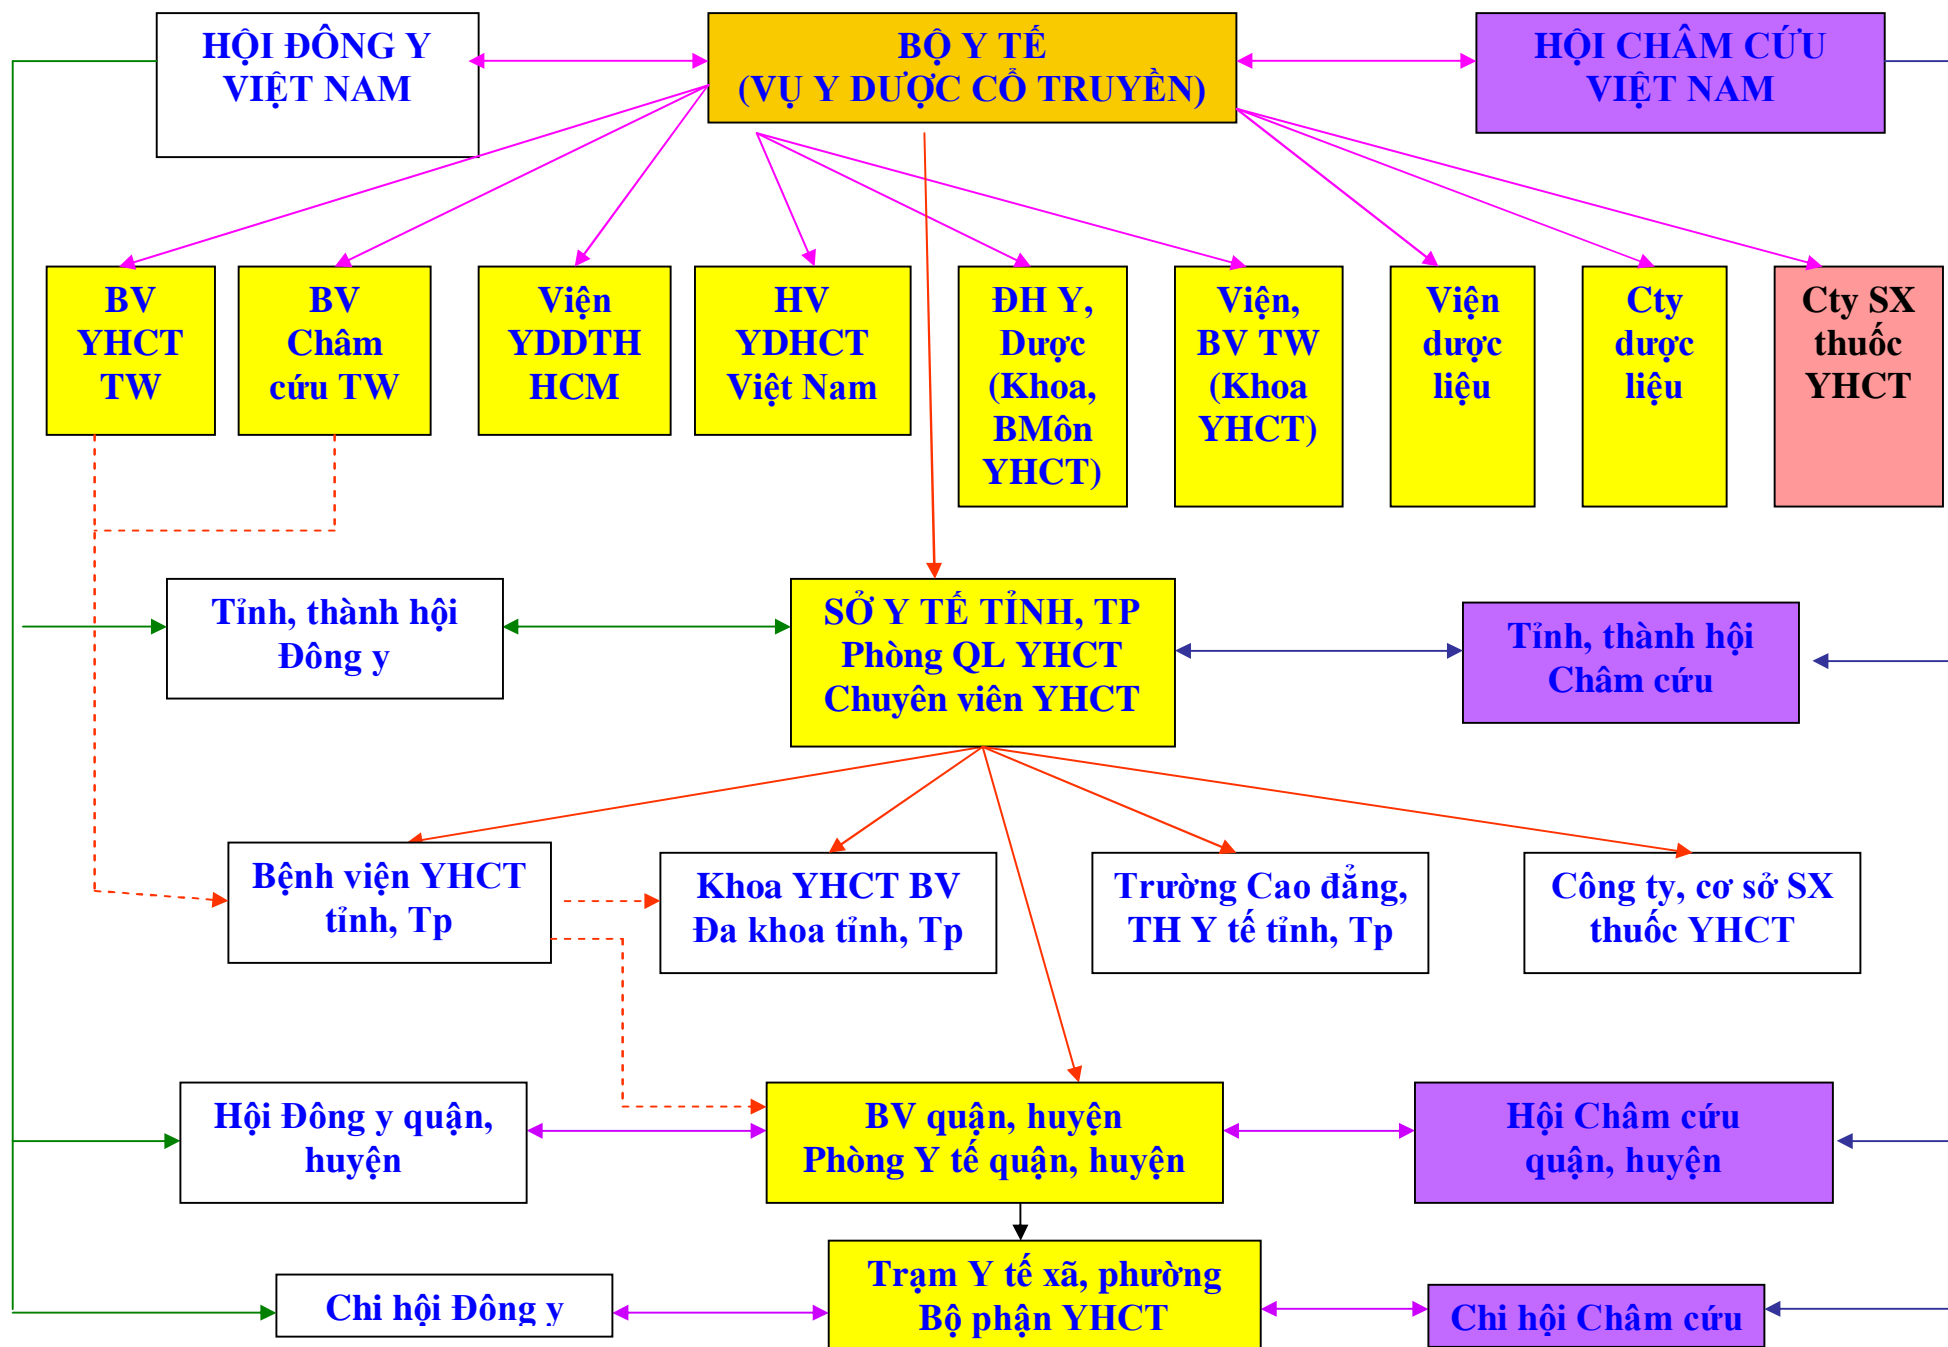 HỘI ĐÔNG Y
VIỆT NAM
BỘ Y TẾ
(VỤ Y DƯỢC CỔ TRUYỀN)
HỘI CHÂM CỨU
VIỆT NAM
BV
YHCT
TW
BV
Châm
cứu TW
Viện
YDDTH
HCM
HV
YDHCT
Việt Nam
ĐH Y,
Dược
(Khoa,
BMôn
YHCT)
Viện,
BV TW
(Khoa
YHCT)
Viện
dược
liệu
Cty
dược
liệu
Cty SX
thuốc
YHCT
Tỉnh, thành hội
Đông y
SỞ Y TẾ TỈNH, TP
Phòng QL YHCT
Chuyên viên YHCT
Tỉnh, thành hội
Châm cứu
Bệnh viện YHCT
tỉnh, Tp
Khoa YHCT BV
Đa khoa tỉnh, Tp
Trường Cao đẳng,
TH Y tế tỉnh, Tp
Công ty, cơ sở SX
thuốc YHCT
Hội Đông y quận,
huyện
BV quận, huyện
Phòng Y tế quận, huyện
Hội Châm cứu
quận, huyện
Chi hội Đông y
Trạm Y tế xã, phường
Bộ phận YHCT
Chi hội Châm cứu